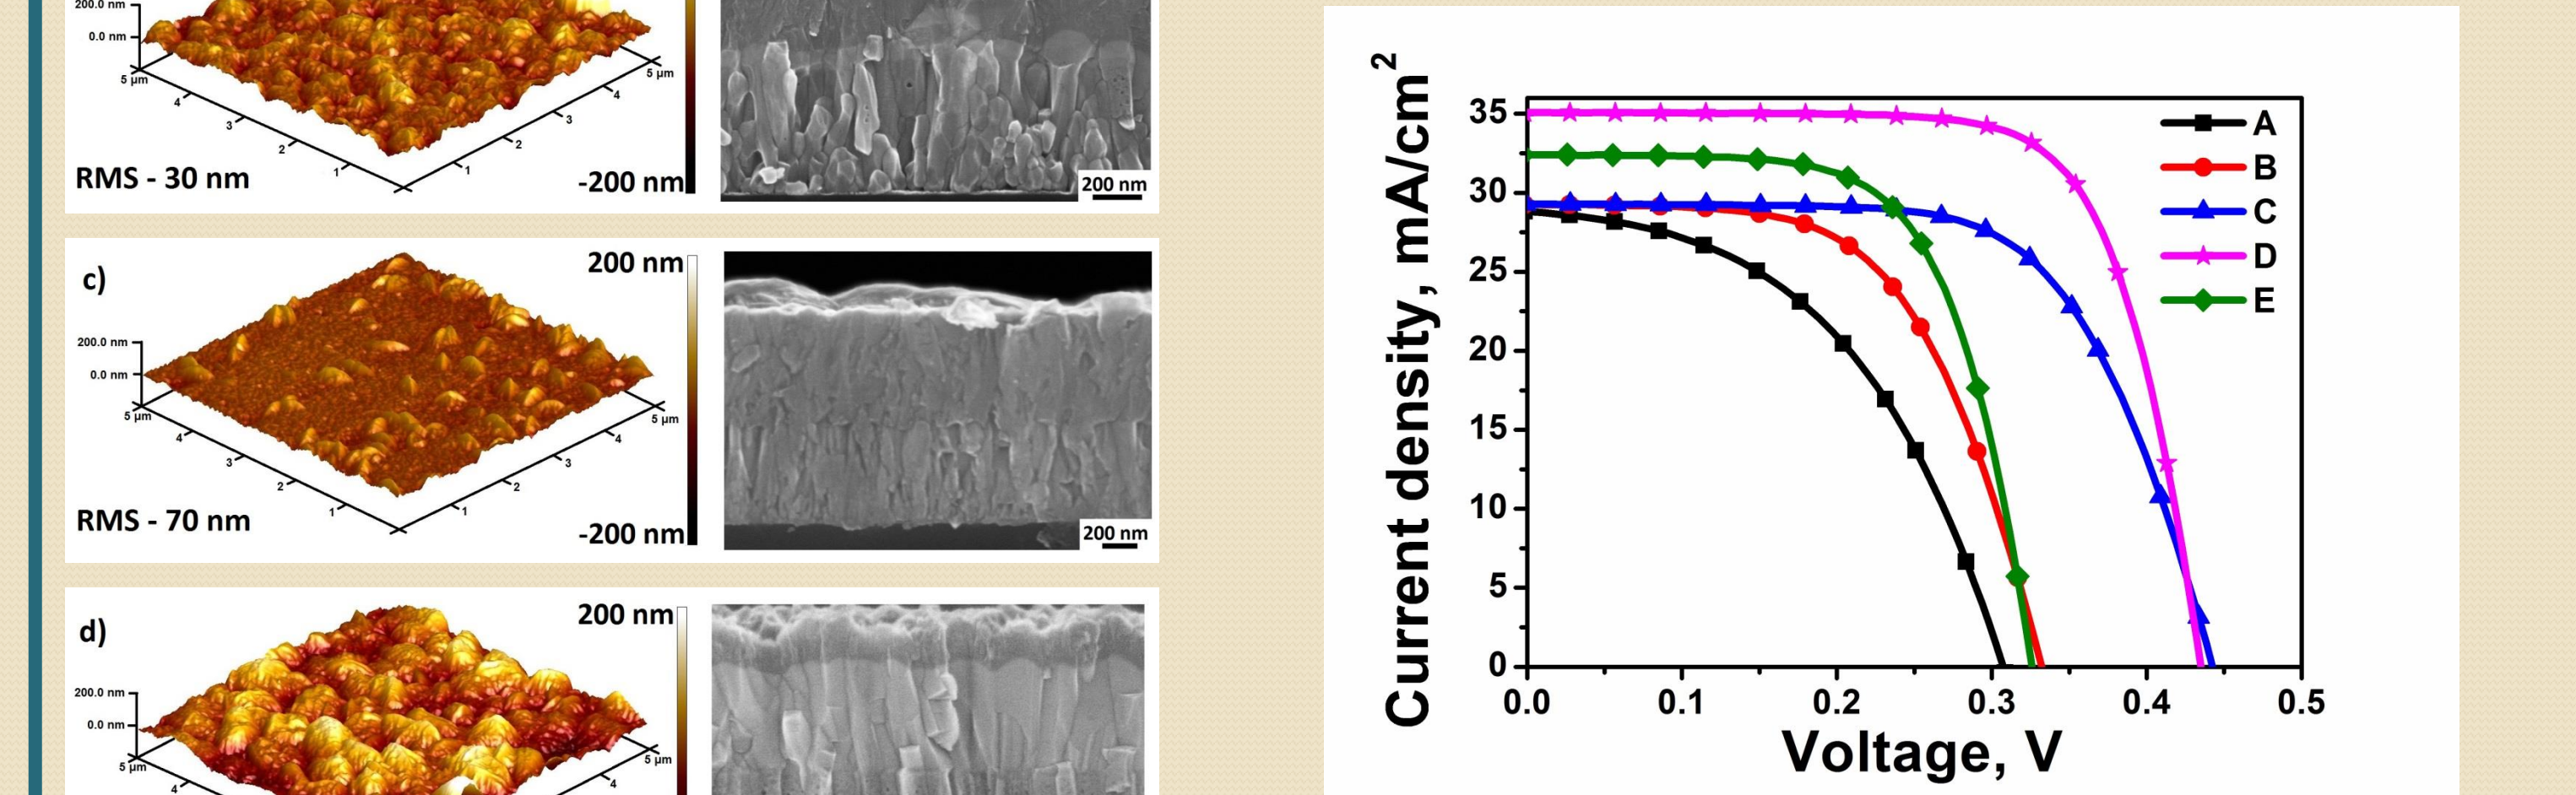 200.0 nm
0.0 nm
5 µm
4
3
2
1
1
2
3
4
5 µm
RMS - 30 nm
-200 nm
200 nm
c)
200 nm
200.0 nm
0.0 nm
5 µm
4
3
2
1
1
2
3
4
5 µm
RMS - 70 nm
-200 nm
200 nm
d)
200 nm
200.0 nm
0.0 nm
5 µm
4
4
5 µm
Current density, mA/cm²
35
30
25
20
15
10
5
0
0.0 0.1 0.2 0.3 0.4 0.5
Voltage, V
A
B
C
D
E